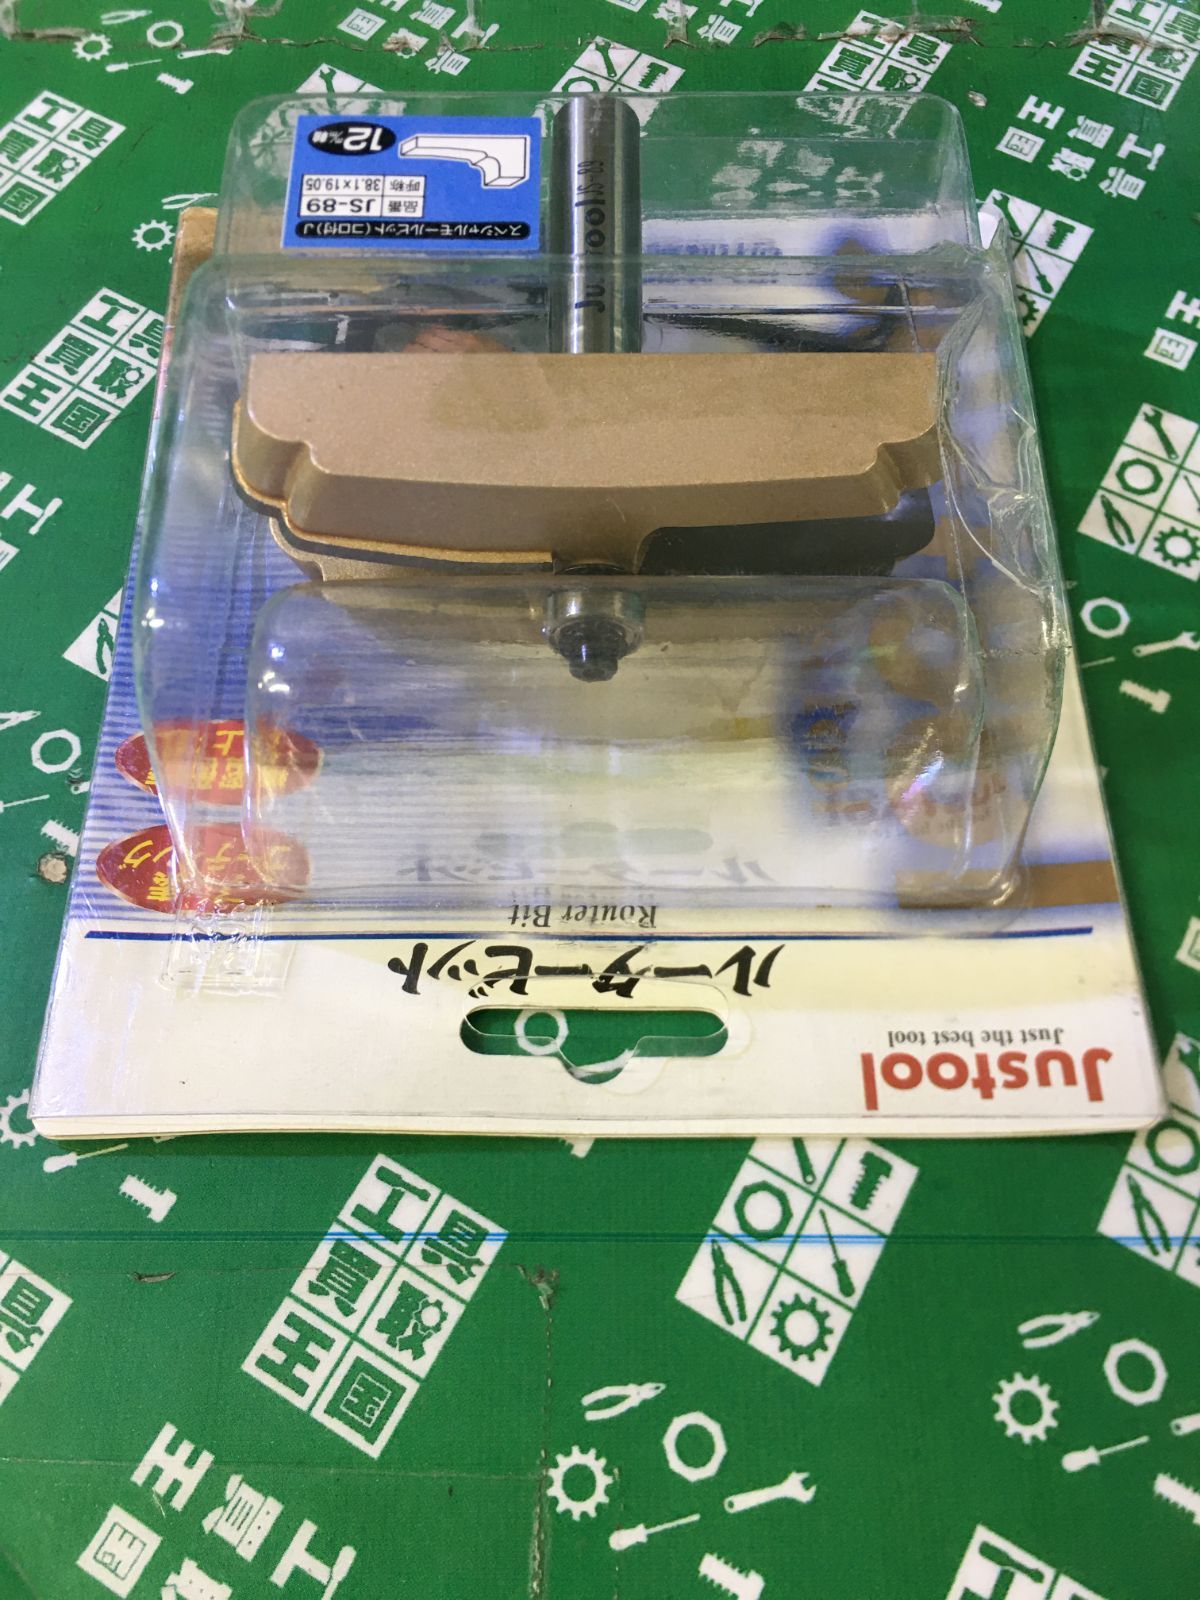 Justool
Just the best tool
ルータービット
Router Bit
スペシャルモールビット(コロ付)J
品番 JS-89
呼称 38.1×19.05
12㎜軸
Justool JS-89
工具
買取
王国